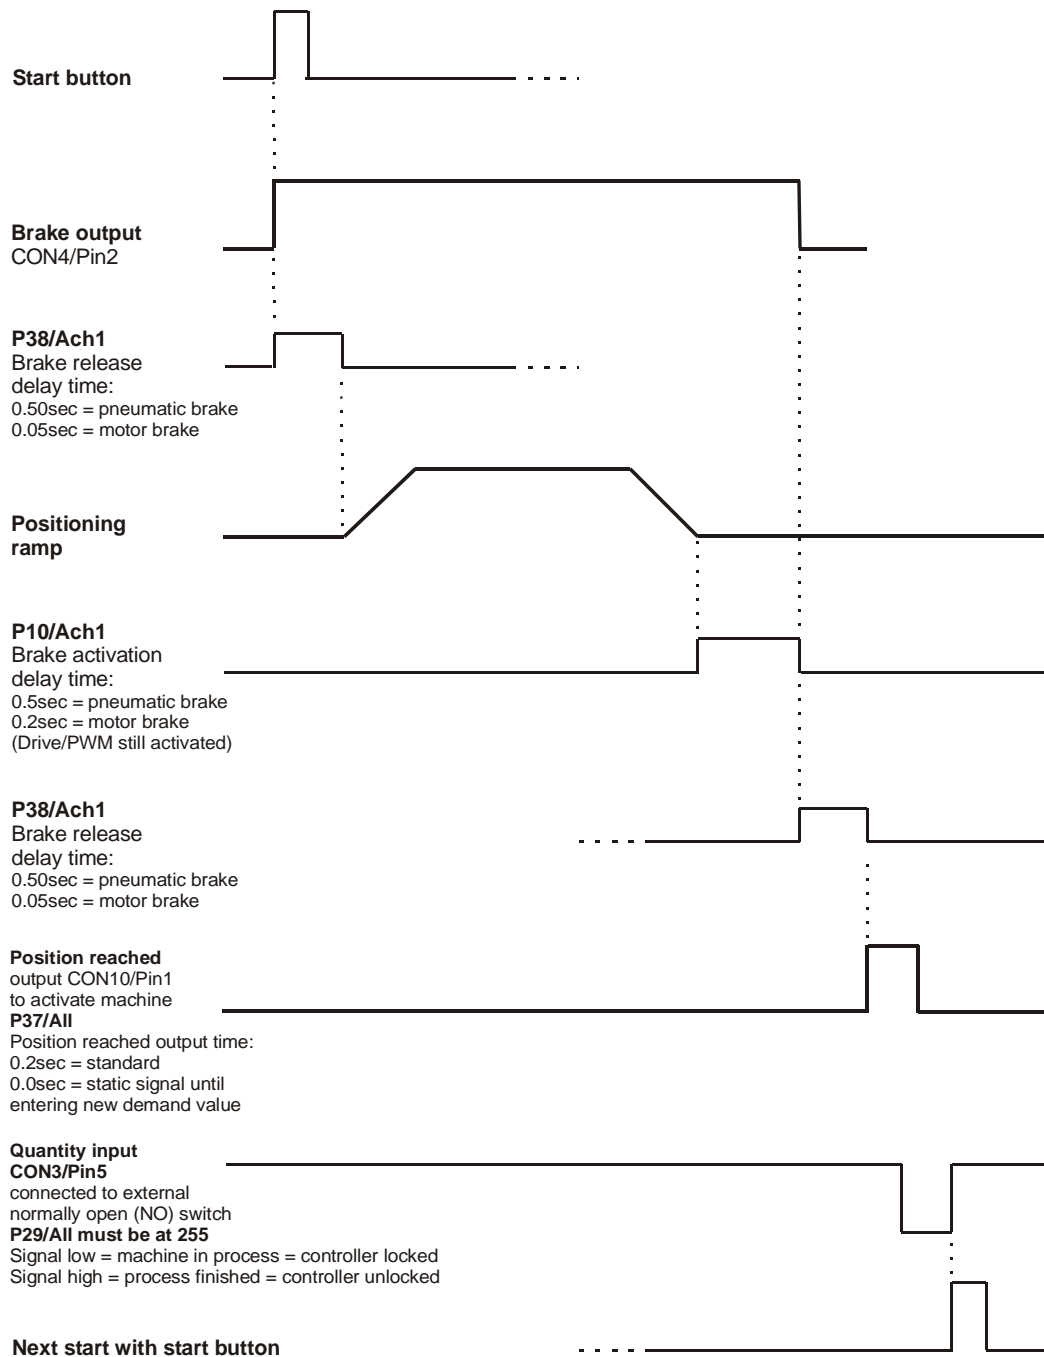 Start button
Brake output
CON4/Pin2
P38/Ach1
Brake release
delay time:
0.50sec = pneumatic brake
0.05sec = motor brake
Positioning
ramp
P10/Ach1
Brake activation
delay time:
0.5sec = pneumatic brake
0.2sec = motor brake
(Drive/PWM still activated)
P38/Ach1
Brake release
delay time:
0.50sec = pneumatic brake
0.05sec = motor brake
Position reached
output CON10/Pin1
to activate machine
P37/All
Position reached output time:
0.2sec = standard
0.0sec = static signal until
entering new demand value
Quantity input
CON3/Pin5
connected to external
normally open (NO) switch
P29/All must be at 255
Signal low = machine in process = controller locked
Signal high = process finished = controller unlocked
Next start with start button